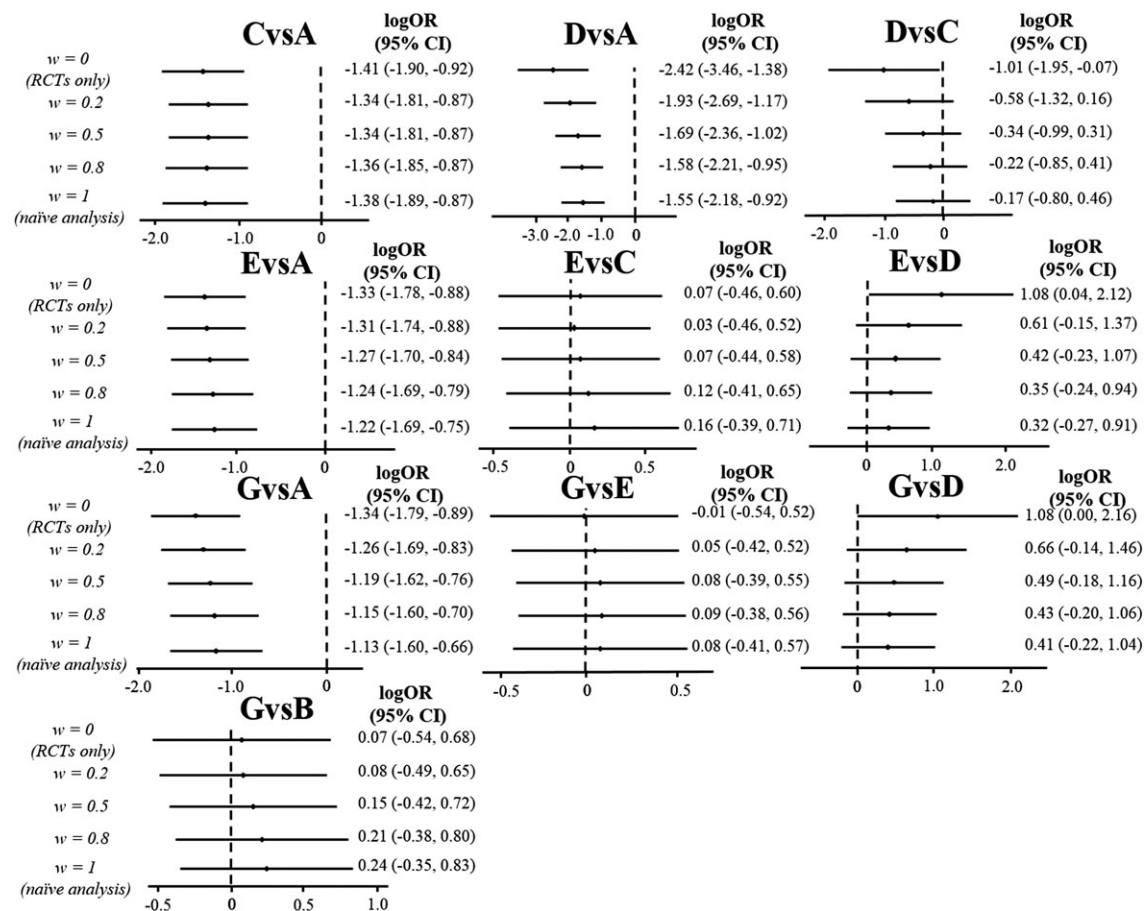 CvsA
logOR
(95% CI)
DvsA
logOR
(95% CI)
DvsC
logOR
(95% CI)
w = 0
(RCTs only)
-1.41 (-1.90, -0.92)
-2.42 (-3.46, -1.38)
-1.01 (-1.95, -0.07)
w = 0.2
-1.34 (-1.81, -0.87)
-1.93 (-2.69, -1.17)
-0.58 (-1.32, 0.16)
w = 0.5
-1.34 (-1.81, -0.87)
-1.69 (-2.36, -1.02)
-0.34 (-0.99, 0.31)
w = 0.8
-1.36 (-1.85, -0.87)
-1.58 (-2.21, -0.95)
-0.22 (-0.85, 0.41)
w = 1
(naïve analysis)
-1.38 (-1.89, -0.87)
-1.55 (-2.18, -0.92)
-0.17 (-0.80, 0.46)
-2.0 -1.0 0
-3.0 -2.0 -1.0 0
-2.0 -1.0 0
EvsA
logOR
(95% CI)
EvsC
logOR
(95% CI)
EvsD
logOR
(95% CI)
w = 0
(RCTs only)
-1.33 (-1.78, -0.88)
0.07 (-0.46, 0.60)
1.08 (0.04, 2.12)
w = 0.2
-1.31 (-1.74, -0.88)
0.03 (-0.46, 0.52)
0.61 (-0.15, 1.37)
w = 0.5
-1.27 (-1.70, -0.84)
0.07 (-0.44, 0.58)
0.42 (-0.23, 1.07)
w = 0.8
-1.24 (-1.69, -0.79)
0.12 (-0.41, 0.65)
0.35 (-0.24, 0.94)
w = 1
(naïve analysis)
-1.22 (-1.69, -0.75)
0.16 (-0.39, 0.71)
0.32 (-0.27, 0.91)
-2.0 -1.0 0
-0.5 0 0.5
0 1.0 2.0
GvsA
logOR
(95% CI)
GvsE
logOR
(95% CI)
GvsD
logOR
(95% CI)
w = 0
(RCTs only)
-1.34 (-1.79, -0.89)
-0.01 (-0.54, 0.52)
1.08 (0.00, 2.16)
w = 0.2
-1.26 (-1.69, -0.83)
0.05 (-0.42, 0.52)
0.66 (-0.14, 1.46)
w = 0.5
-1.19 (-1.62, -0.76)
0.08 (-0.39, 0.55)
0.49 (-0.18, 1.16)
w = 0.8
-1.15 (-1.60, -0.70)
0.09 (-0.38, 0.56)
0.43 (-0.20, 1.06)
w = 1
(naïve analysis)
-1.13 (-1.60, -0.66)
0.08 (-0.41, 0.57)
0.41 (-0.22, 1.04)
-2.0 -1.0 0
-0.5 0 0.5
0 1.0 2.0
GvsB
logOR
(95% CI)
w = 0
(RCTs only)
0.07 (-0.54, 0.68)
w = 0.2
0.08 (-0.49, 0.65)
w = 0.5
0.15 (-0.42, 0.72)
w = 0.8
0.21 (-0.38, 0.80)
w = 1
(naïve analysis)
0.24 (-0.35, 0.83)
-0.5 0 0.5 1.0